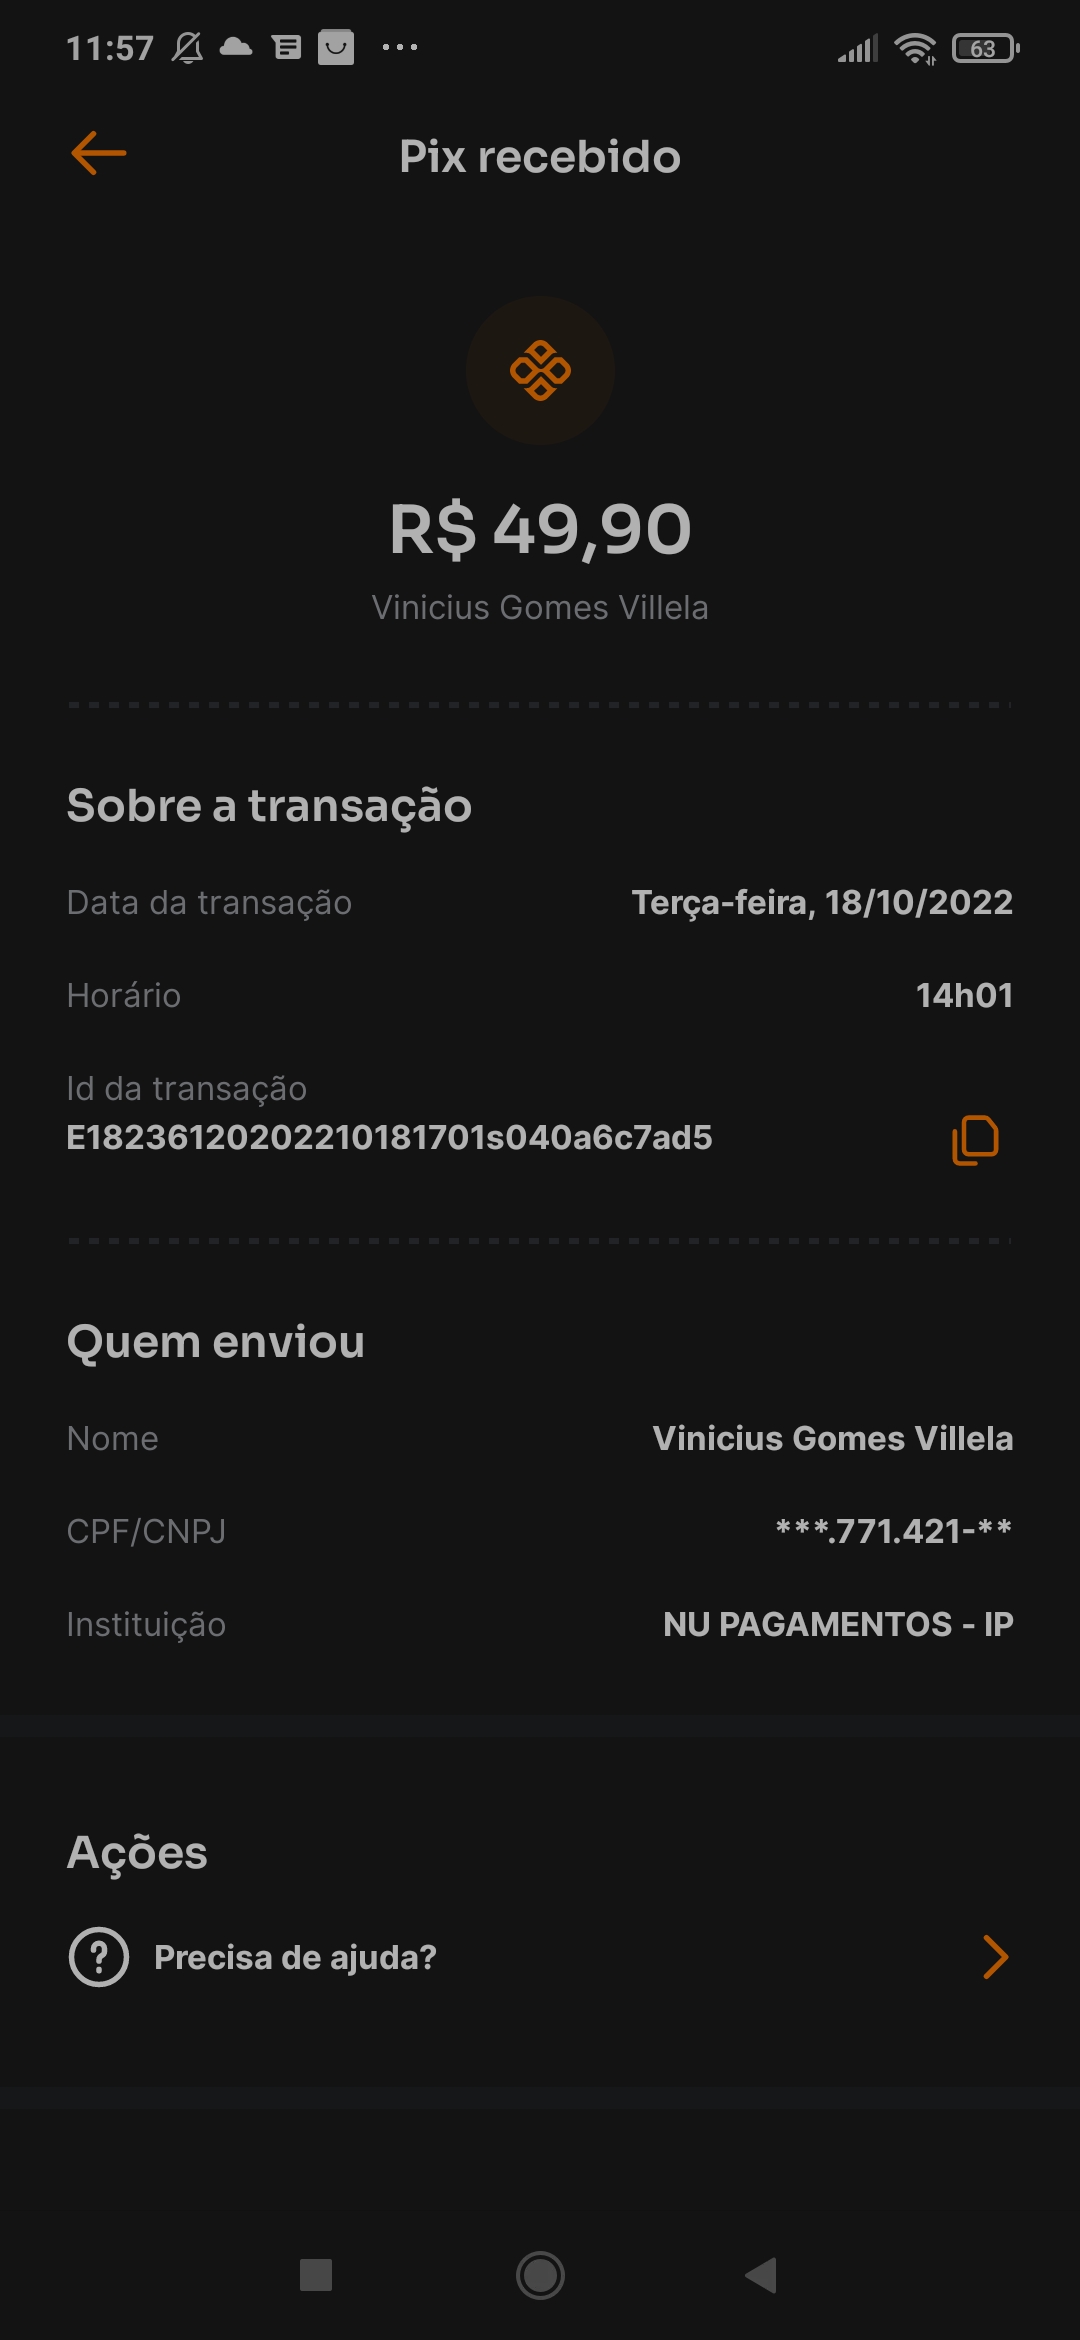 11:57
63
Pix recebido
R$ 49,90
Vinicius Gomes Villela
Sobre a transação
Data da transação Terça-feira, 18/10/2022
Horário 14h01
Id da transação
E18236120202210181701s040a6c7ad5
Quem enviou
Nome Vinicius Gomes Villela
CPF/CNPJ ***.771.421-**
Instituição NU PAGAMENTOS - IP
Ações
Precisa de ajuda?